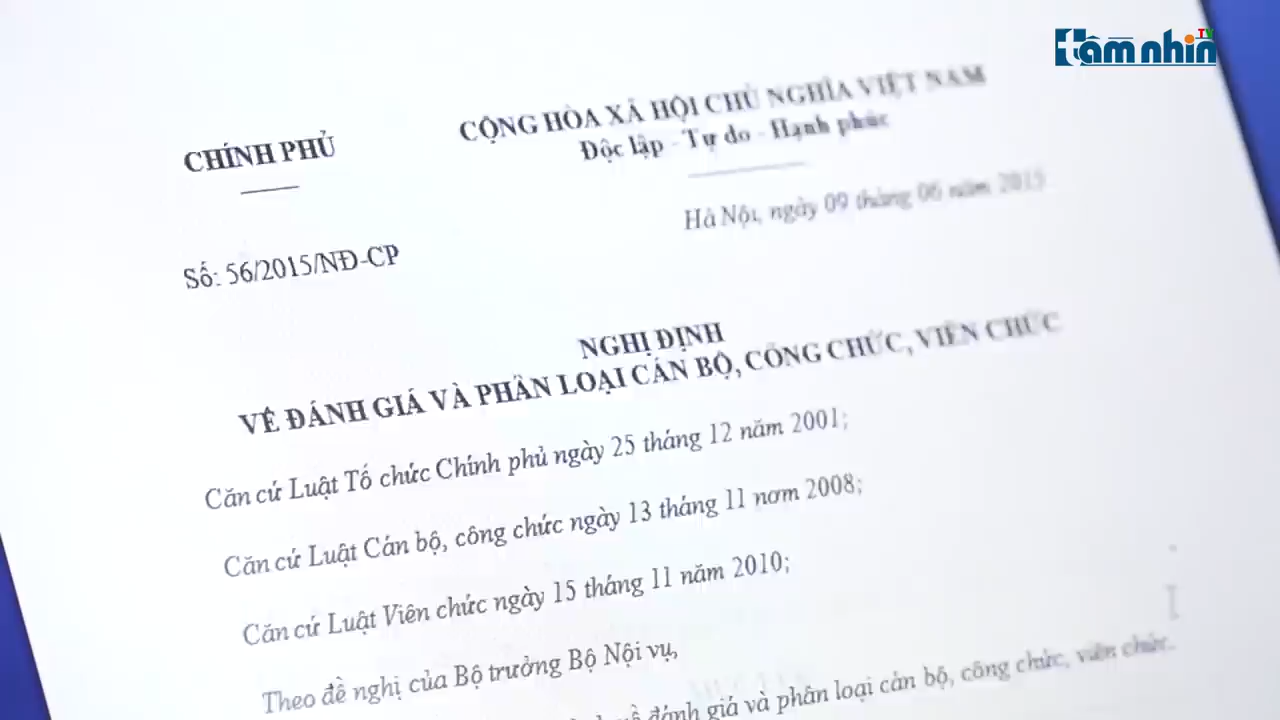 tầm nhìn TV
CHÍNH PHỦ
CỘNG HÒA XÃ HỘI CHỦ NGHĨA VIỆT NAM
Độc lập - Tự do - Hạnh phúc
Hà Nội, ngày 09 tháng 06 năm 2015
Số: 56/2015/NĐ-CP
NGHỊ ĐỊNH
VỀ ĐÁNH GIÁ VÀ PHÂN LOẠI CÁN BỘ, CÔNG CHỨC, VIÊN CHỨC
Căn cứ Luật Tổ chức Chính phủ ngày 25 tháng 12 năm 2001;
Căn cứ Luật Cán bộ, công chức ngày 13 tháng 11 nơm 2008;
Căn cứ Luật Viên chức ngày 15 tháng 11 năm 2010;
Theo đề nghị của Bộ trưởng Bộ Nội vụ,
về đánh giá và phân loại cán bộ, công chức, viên chức.